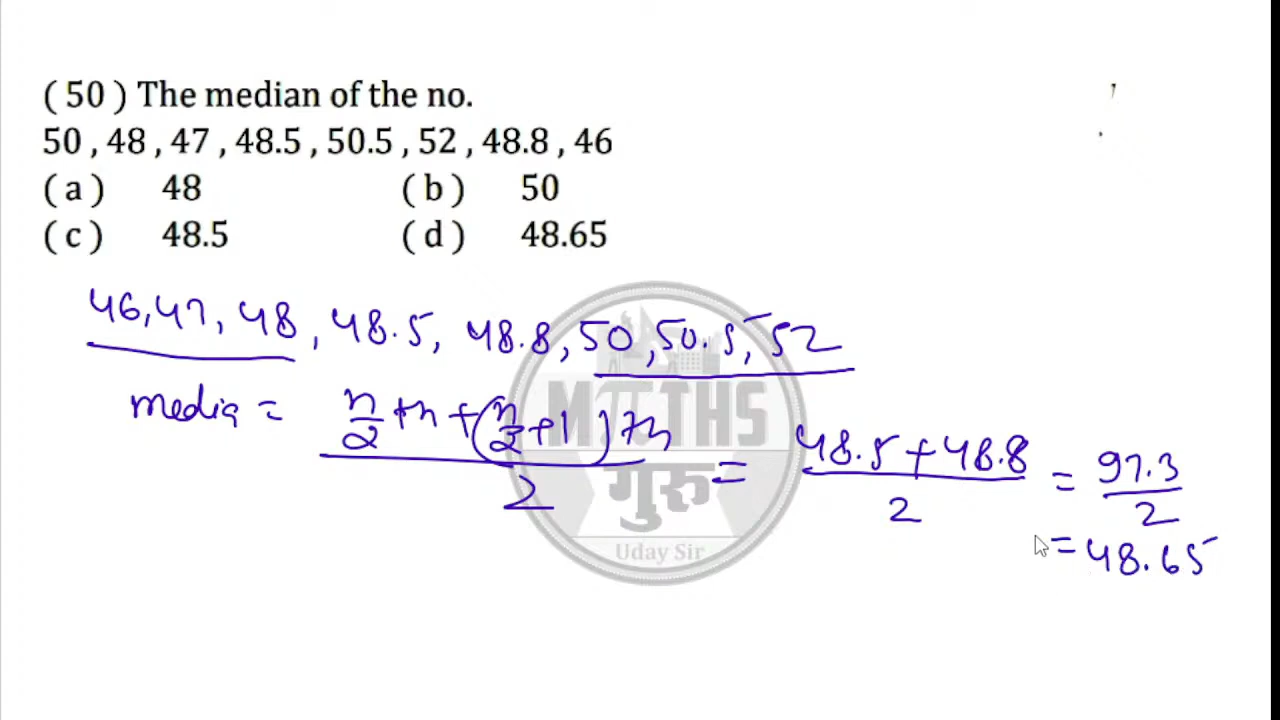 ( 50 ) The median of the no.
50 , 48 , 47 , 48.5 , 50.5 , 52 , 48.8 , 46
( a ) 48 ( b ) 50
( c ) 48.5 ( d ) 48.65
46, 47, 48, 48.5, 48.8, 50, 50.5, 52
media = n/2 th + (n/2 +1) th / 2 = 48.5 + 48.8 / 2 = 97.3 / 2
= 48.65
MATHS
गुरु
Uday Sir